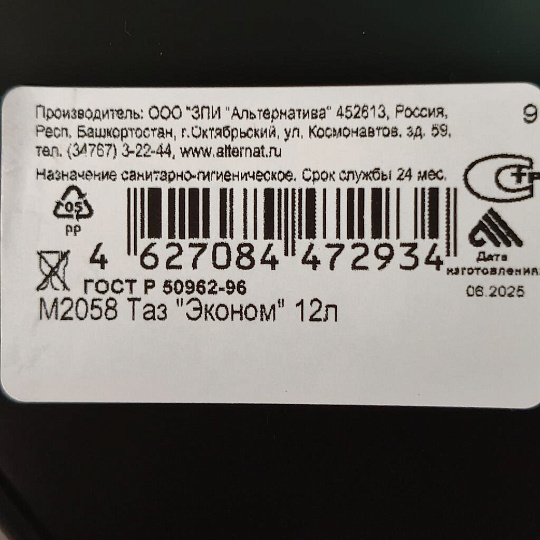 Производитель: ООО "ЗПИ "Альтернатива" 452613, Россия,
Респ. Башкортостан, г.Октябрьский, ул. Космонавтов, зд. 59,
тел. (34767) 3-22-44, www.alternat.ru
Назначение санитарно-гигиеническое. Срок службы 24 мес.
05
PP
4 627084 472934
ГОСТ Р 50962-96
М2058 Таз "Эконом" 12л
9
Дата
изготовления:
06.2025